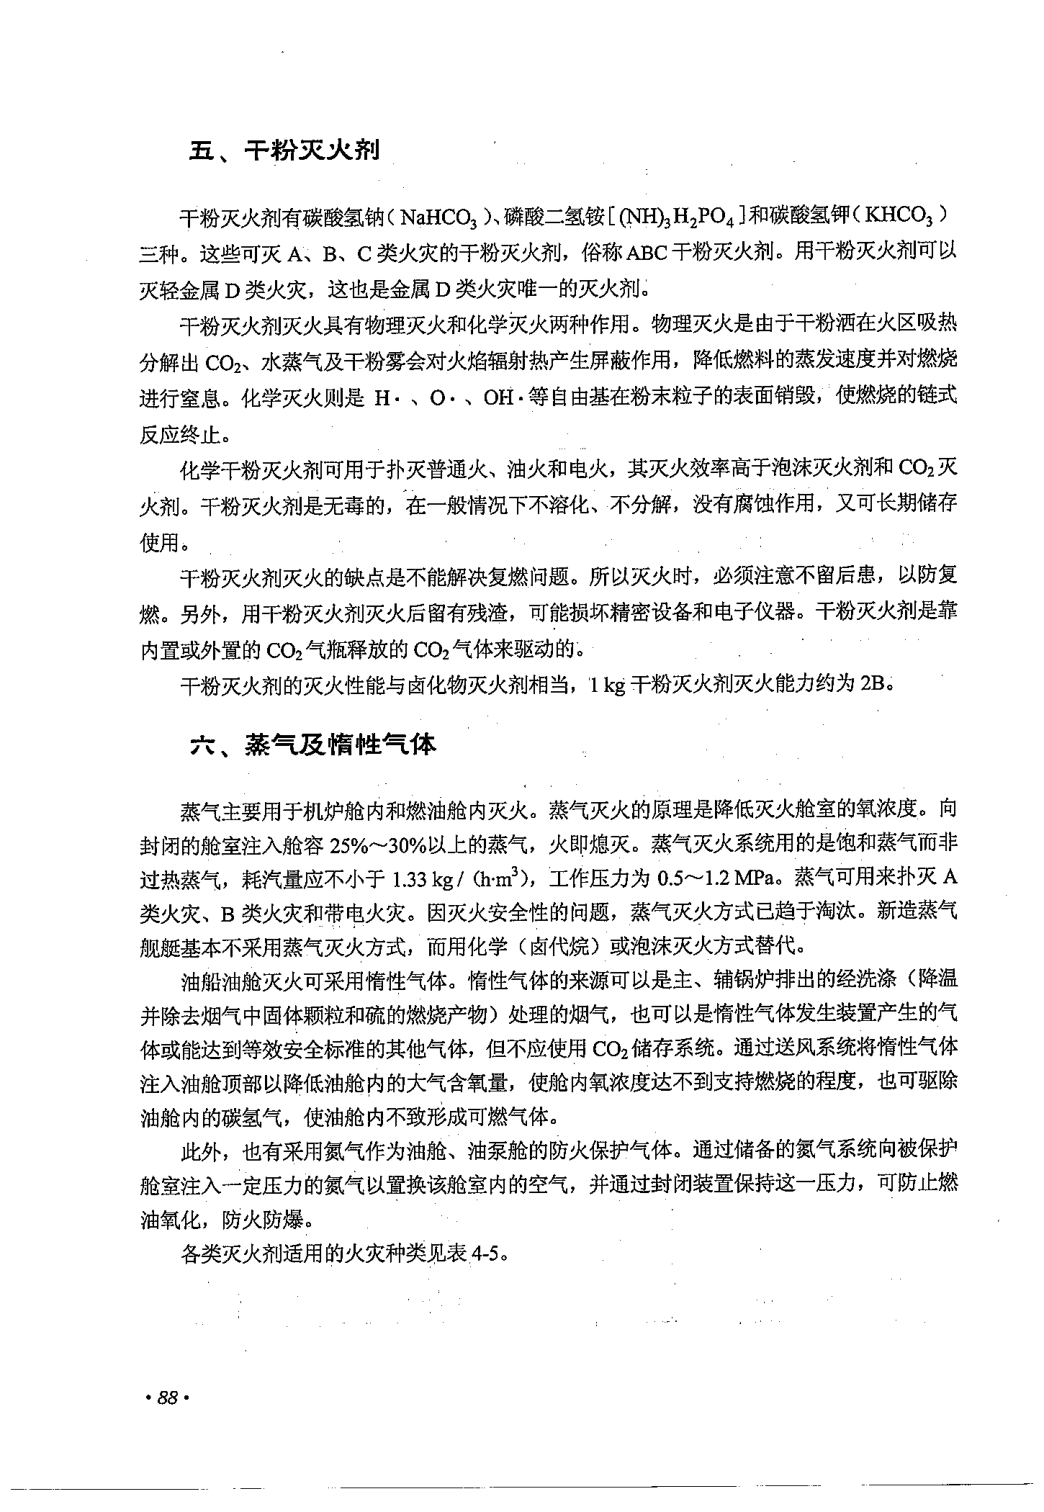 五、干粉灭火剂
干粉灭火剂有碳酸氢钠(NaHCO₃)、磷酸二氢铵[(NH)₃H₂PO₄]和碳酸氢钾(KHCO₃)
三种。这些可灭 A、B、C 类火灾的干粉灭火剂，俗称 ABC 干粉灭火剂。用干粉灭火剂可以
灭轻金属 D 类火灾，这也是金属 D 类火灾唯一的灭火剂。
干粉灭火剂灭火具有物理灭火和化学灭火两种作用。物理灭火是由于干粉洒在火区吸热
分解出 CO₂、水蒸气及干粉雾会对火焰辐射热产生屏蔽作用，降低燃料的蒸发速度并对燃烧
进行窒息。化学灭火则是 H·、O·、OH·等自由基在粉末粒子的表面销毁，使燃烧的链式
反应终止。
化学干粉灭火剂可用于扑灭普通火、油火和电火，其灭火效率高于泡沫灭火剂和 CO₂灭
火剂。干粉灭火剂是无毒的，在一般情况下不溶化、不分解，没有腐蚀作用，又可长期储存
使用。
干粉灭火剂灭火的缺点是不能解决复燃问题。所以灭火时，必须注意不留后患，以防复
燃。另外，用干粉灭火剂灭火后留有残渣，可能损坏精密设备和电子仪器。干粉灭火剂是靠
内置或外置的 CO₂气瓶释放的 CO₂气体来驱动的。
干粉灭火剂的灭火性能与卤化物灭火剂相当，1 kg 干粉灭火剂灭火能力约为 2B。
六、蒸气及惰性气体
蒸气主要用于机炉舱内和燃油舱内灭火。蒸气灭火的原理是降低灭火舱室的氧浓度。向
封闭的舱室注入舱容 25%～30%以上的蒸气，火即熄灭。蒸气灭火系统用的是饱和蒸气而非
过热蒸气，耗汽量应不小于 1.33 kg/（h·m³），工作压力为 0.5～1.2 MPa。蒸气可用来扑灭 A
类火灾、B 类火灾和带电火灾。因灭火安全性的问题，蒸气灭火方式已趋于淘汰。新造蒸气
舰艇基本不采用蒸气灭火方式，而用化学（卤代烷）或泡沫灭火方式替代。
油船油舱灭火可采用惰性气体。惰性气体的来源可以是主、辅锅炉排出的经洗涤（降温
并除去烟气中固体颗粒和硫的燃烧产物）处理的烟气，也可以是惰性气体发生装置产生的气
体或能达到等效安全标准的其他气体，但不应使用 CO₂储存系统。通过送风系统将惰性气体
注入油舱顶部以降低油舱内的大气含氧量，使舱内氧浓度达不到支持燃烧的程度，也可驱除
油舱内的碳氢气，使油舱内不致形成可燃气体。
此外，也有采用氮气作为油舱、油泵舱的防火保护气体。通过储备的氮气系统向被保护
舱室注入一定压力的氮气以置换该舱室内的空气，并通过封闭装置保持这一压力，可防止燃
油氧化，防火防爆。
各类灭火剂适用的火灾种类见表 4-5。
·88·